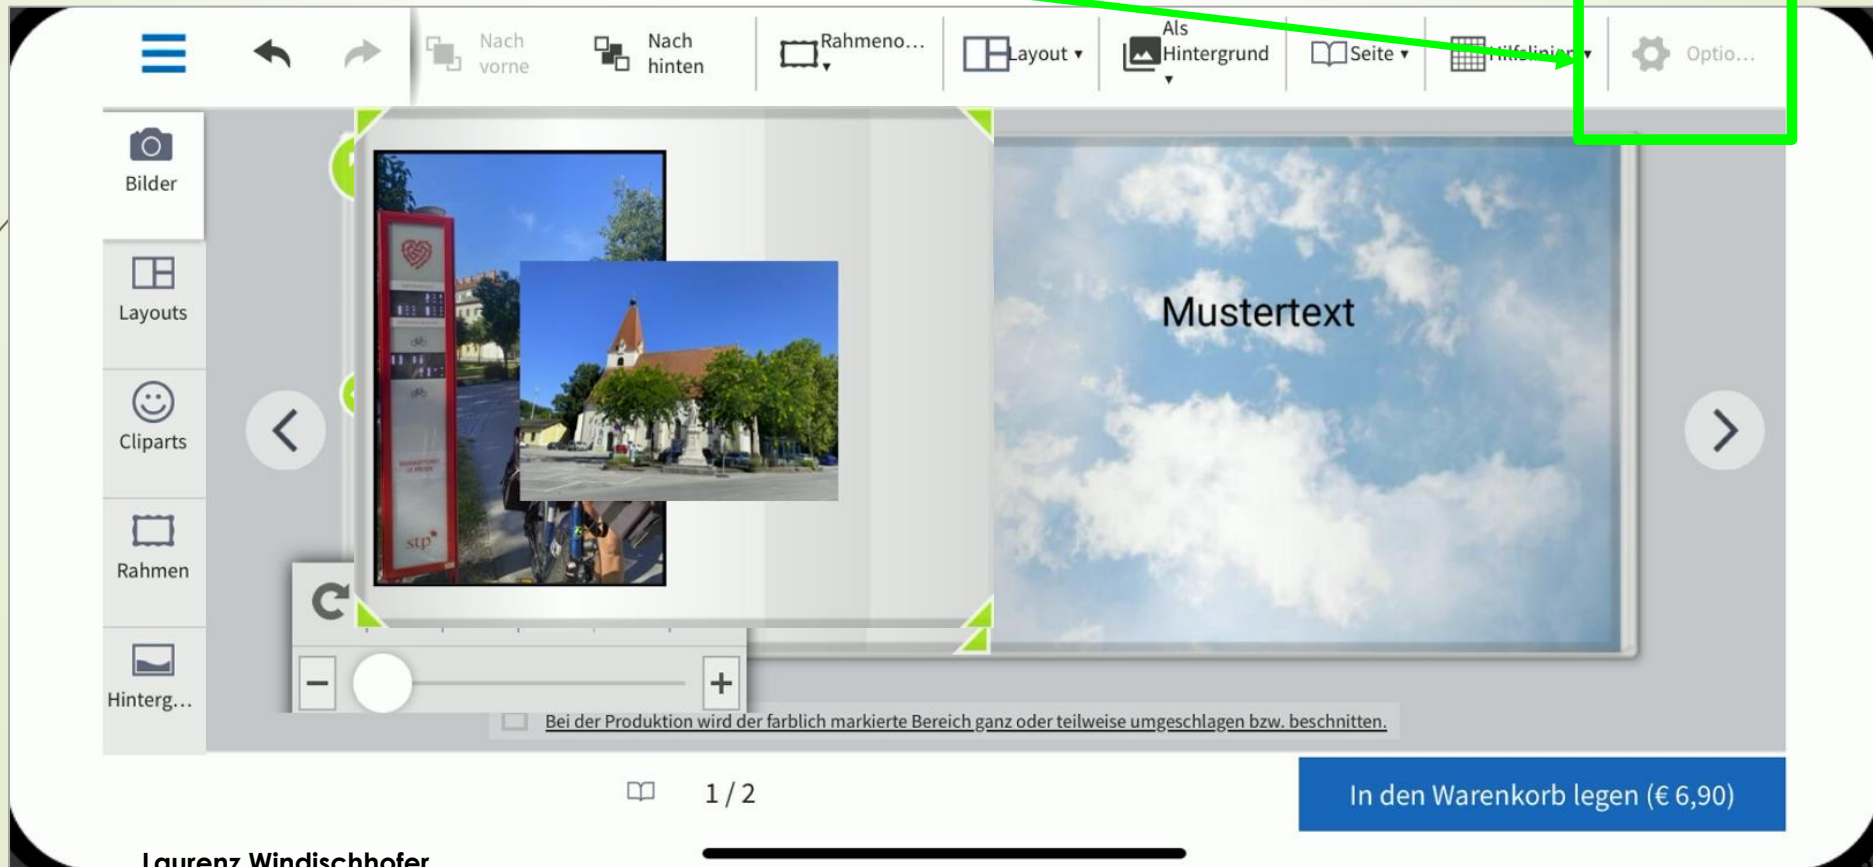 Nach
vorne
Nach
hinten
Rahmeno... ▾
Layout ▾
Als
Hintergrund
▾
Seite ▾
Hilfslinien ▾
Optio...
Bilder
Layouts
Cliparts
Rahmen
Hinterg...
stp*
Mustertext
Bei der Produktion wird der farblich markierte Bereich ganz oder teilweise umgeschlagen bzw. beschnitten.
1 / 2
In den Warenkorb legen (€ 6,90)
Laurenz Windischhofer